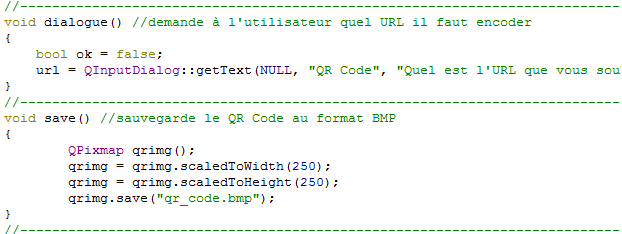 //---------------------------------------------------------------------------
void dialogue() //demande à l'utilisateur quel URL il faut encoder
{
    bool ok = false;
    url = QInputDialog::getText(NULL, "QR Code", "Quel est l'URL que vous
}
//---------------------------------------------------------------------------
void save() //sauvegarde le QR Code au format BMP
{
        QPixmap qrimg();
        qrimg = qrimg.scaledToWidth(250);
        qrimg = qrimg.scaledToHeight(250);
        qrimg.save("qr_code.bmp");
}
//---------------------------------------------------------------------------